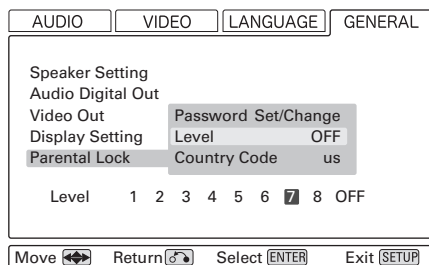 AUDIO VIDEO LANGUAGE GENERAL
Speaker Setting
Audio Digital Out
Video Out Password Set/Change
Display Setting Level OFF
Parental Lock Country Code us
Level 1 2 3 4 5 6 7 8 OFF
Move Return Select ENTER Exit SETUP